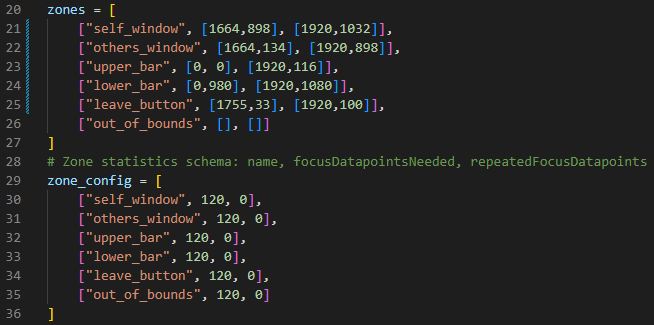 20 zones = [
21     ["self_window", [1664,898], [1920,1032]],
22     ["others_window", [1664,134], [1920,898]],
23     ["upper_bar", [0, 0], [1920,116]],
24     ["lower_bar", [0,980], [1920,1080]],
25     ["leave_button", [1755,33], [1920,100]],
26     ["out_of_bounds", [], []]
27 ]
28 # Zone statistics schema: name, focusDatapointsNeeded, repeatedFocusDatapoints
29 zone_config = [
30     ["self_window", 120, 0],
31     ["others_window", 120, 0],
32     ["upper_bar", 120, 0],
33     ["lower_bar", 120, 0],
34     ["leave_button", 120, 0],
35     ["out_of_bounds", 120, 0]
36 ]